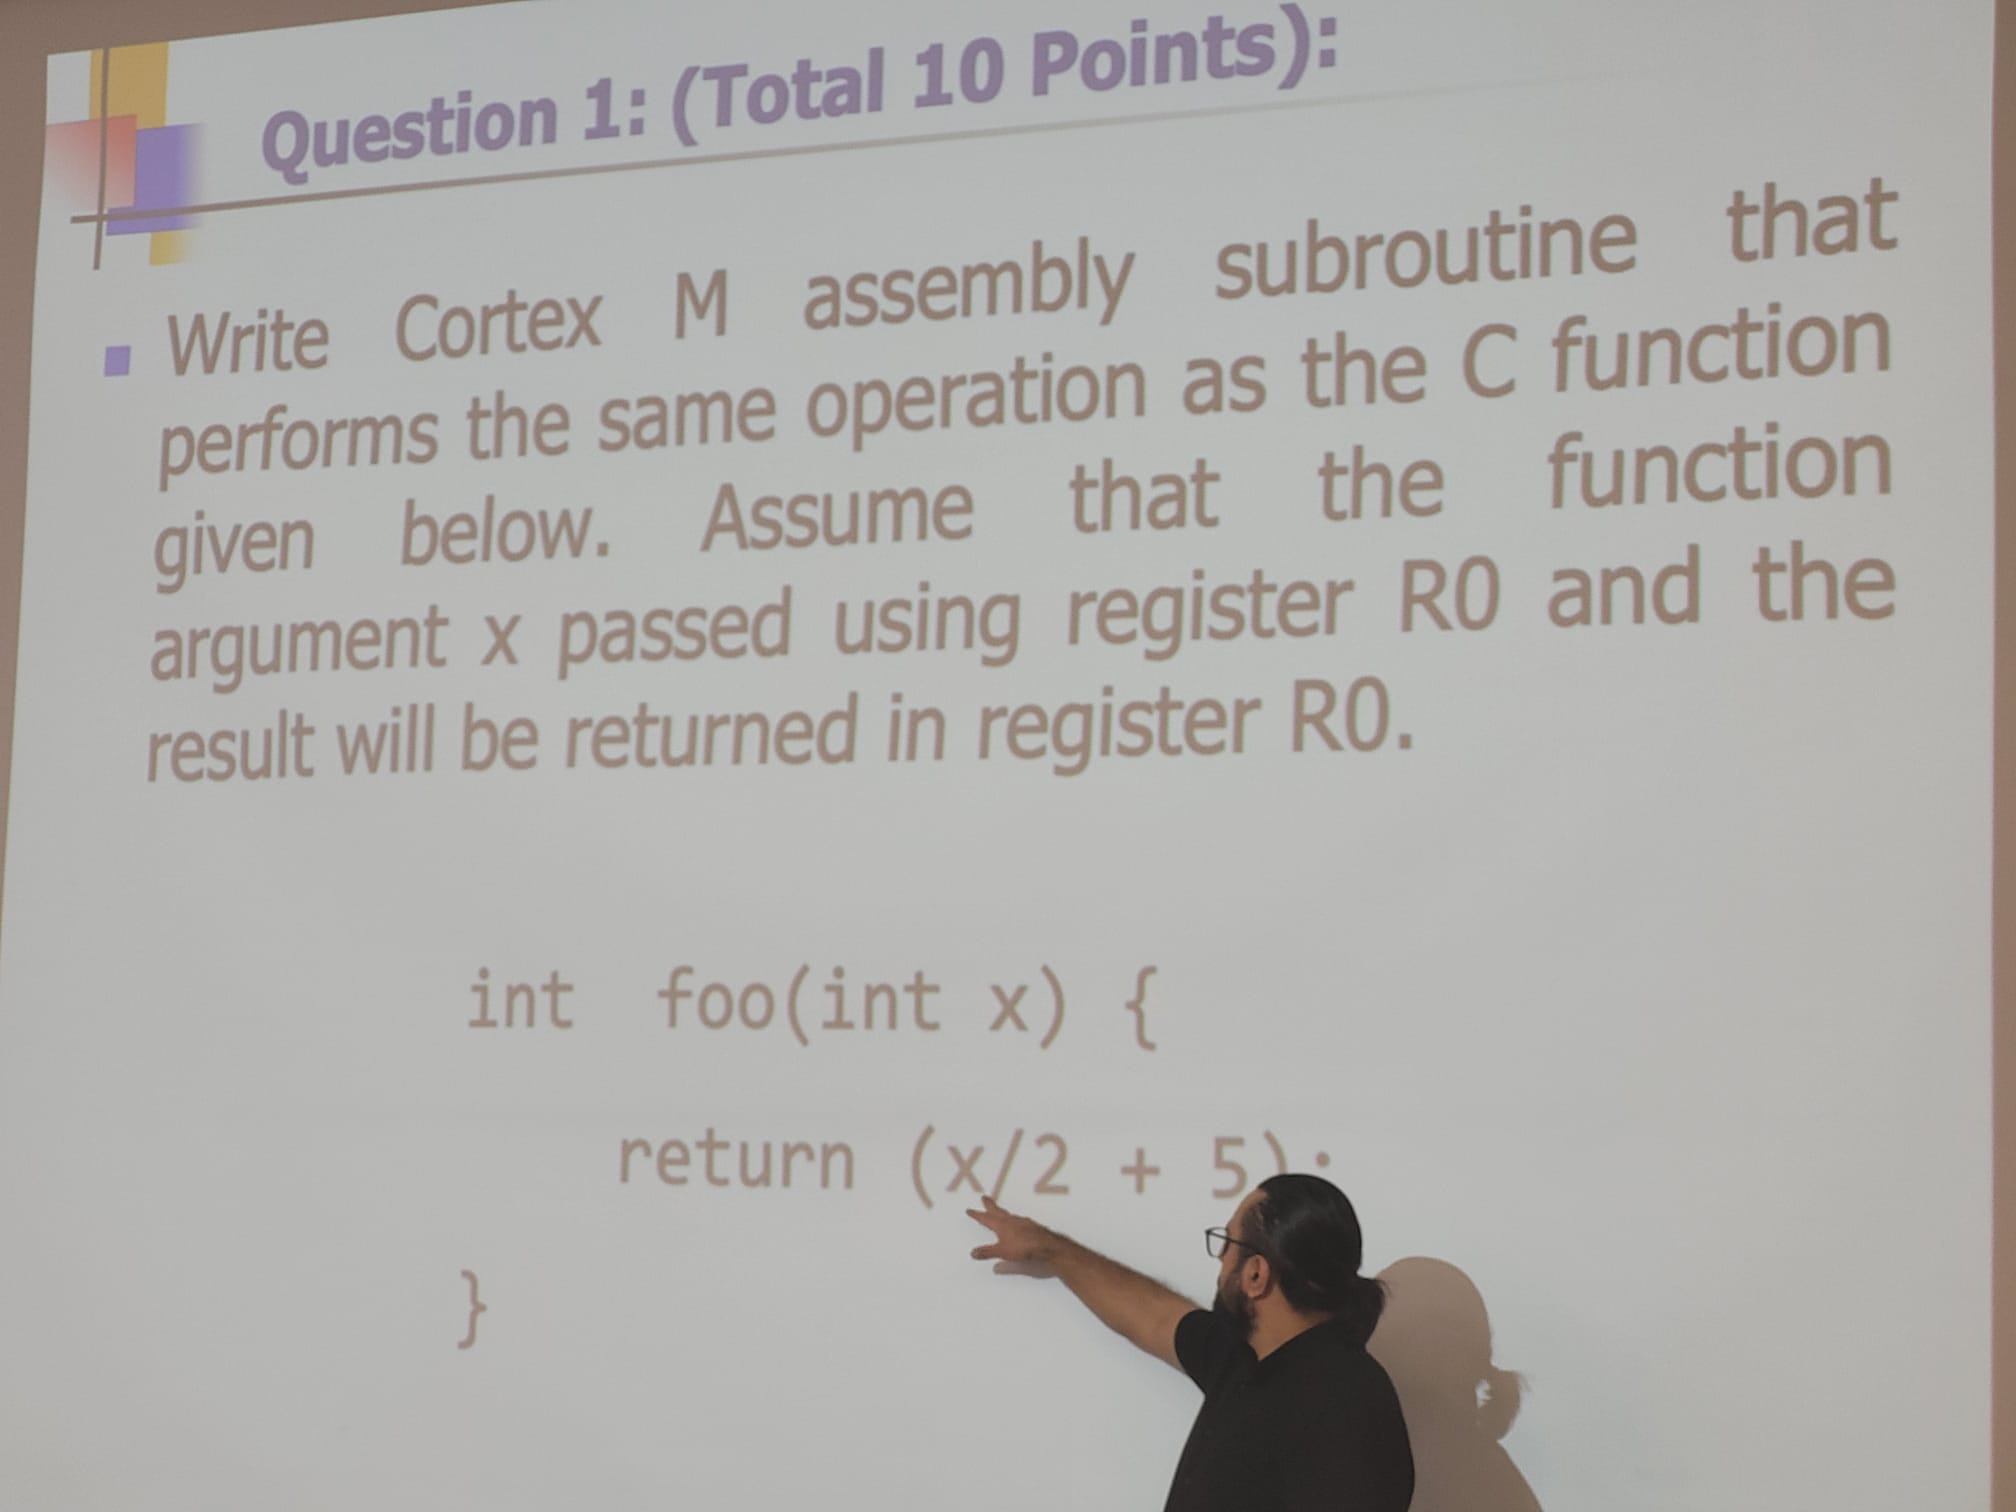 Question 1: (Total 10 Points):
Write Cortex M assembly subroutine that
performs the same operation as the C function
given below. Assume that the function
argument x passed using register R0 and the
result will be returned in register R0.
int foo(int x) {
return (x/2 + 5);
}